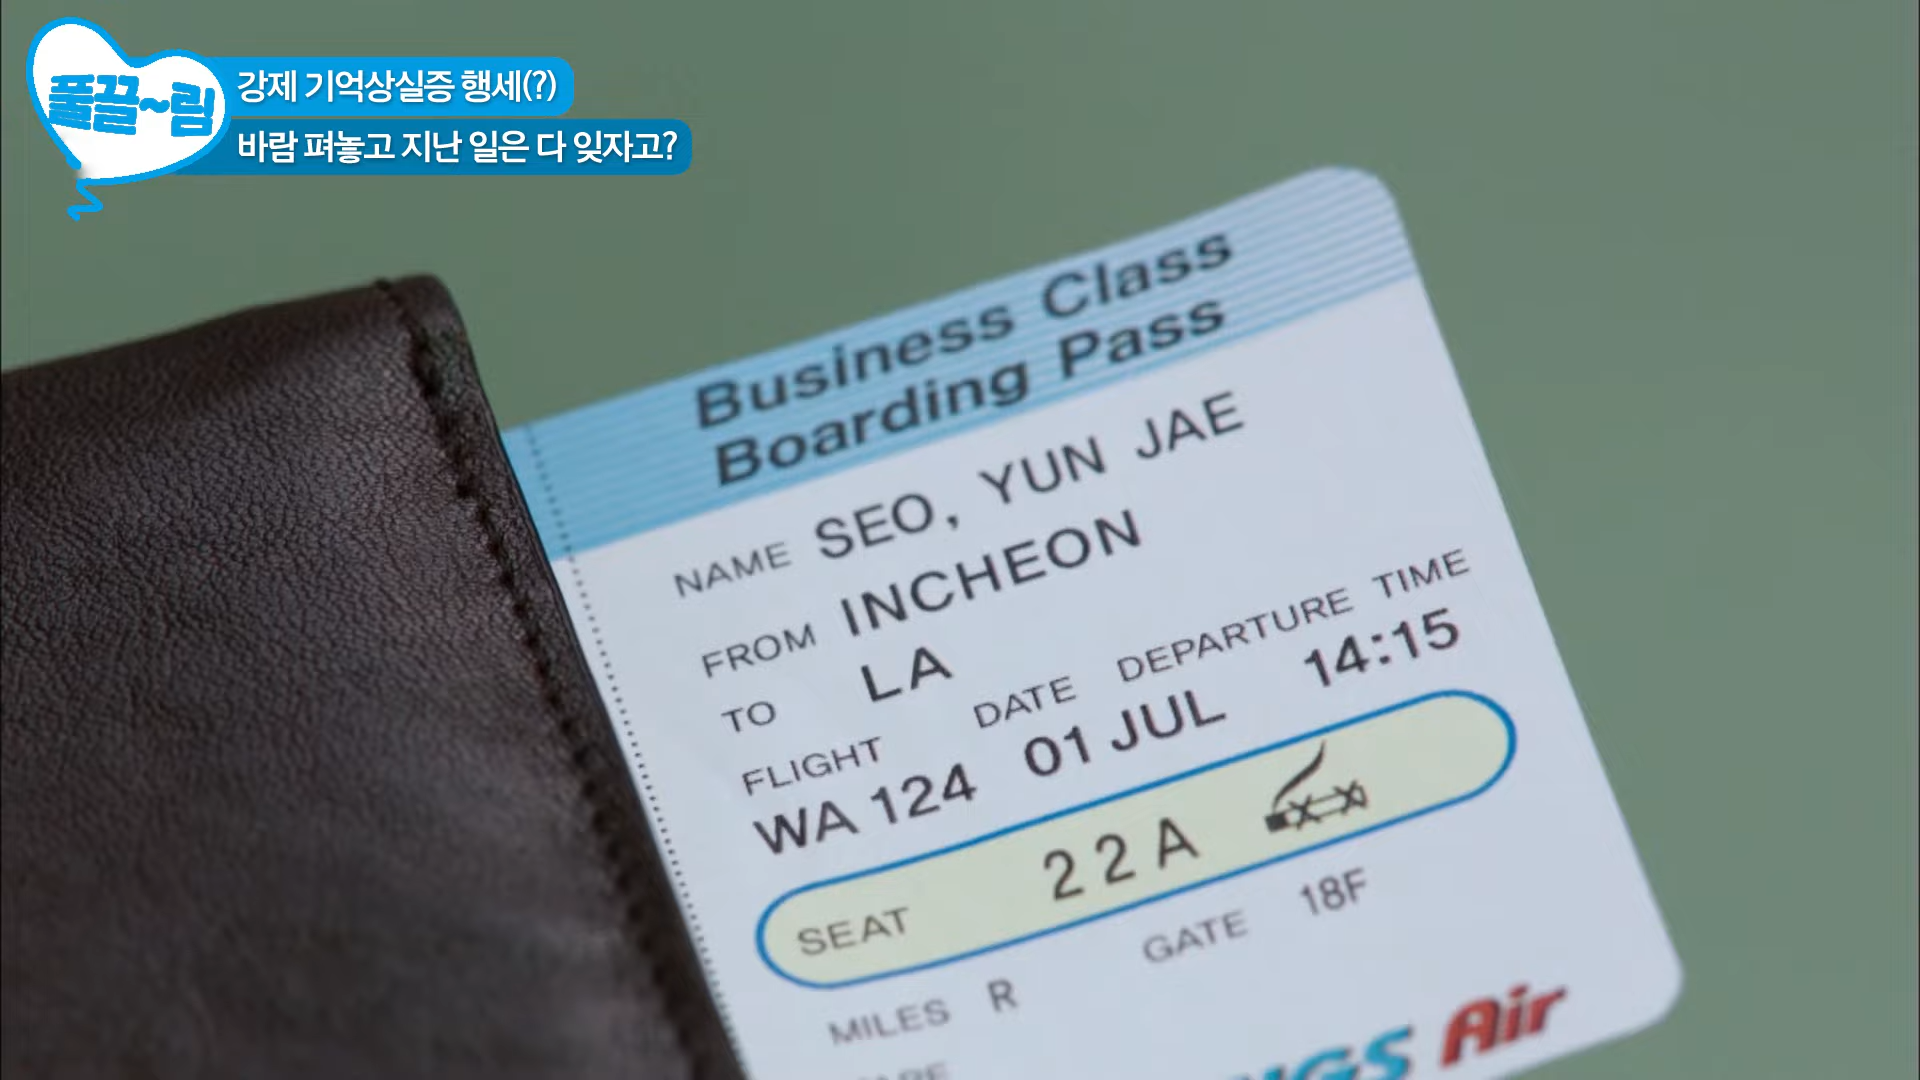 풀끌~림
강제 기억상실증 행세(?)
바람 펴놓고 지난 일은 다 잊자고?
Business Class
Boarding Pass
NAME SEO, YUN JAE
FROM INCHEON
TO LA
FLIGHT DATE DEPARTURE TIME
WA 124 01 JUL 14:15
SEAT 22A
MILES R GATE 18F
Air